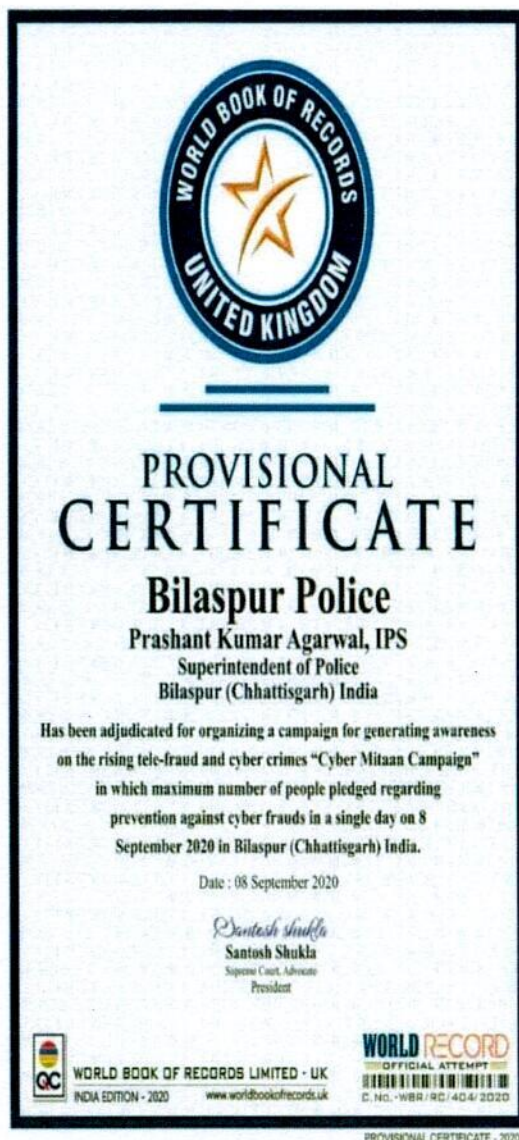 WORLD BOOK OF RECORDS
UNITED KINGDOM
PROVISIONAL
CERTIFICATE
Bilaspur Police
Prashant Kumar Agarwal, IPS
Superintendent of Police
Bilaspur (Chhattisgarh) India
Has been adjudicated for organizing a campaign for generating awareness
on the rising tele-fraud and cyber crimes “Cyber Mitaan Campaign”
in which maximum number of people pledged regarding
prevention against cyber frauds in a single day on 8
September 2020 in Bilaspur (Chhattisgarh) India.
Date : 08 September 2020
Santosh shukla
Santosh Shukla
Supreme Court, Advocate
President
QC
WORLD BOOK OF RECORDS LIMITED - UK
INDIA EDITION - 2020 www.worldbookofrecords.uk
WORLD RECORD
OFFICIAL ATTEMPT
C.No.-WBR/RC/404/2020
PROVISIONAL CERTIFICATE - 2020